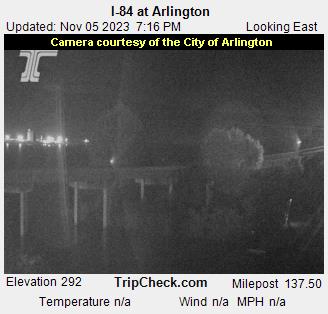 I-84 at Arlington
Updated: Nov 05 2023 7:16 PM Looking East
Camera courtesy of the City of Arlington
Elevation 292 TripCheck.com Milepost 137.50
Temperature n/a Wind n/a MPH n/a